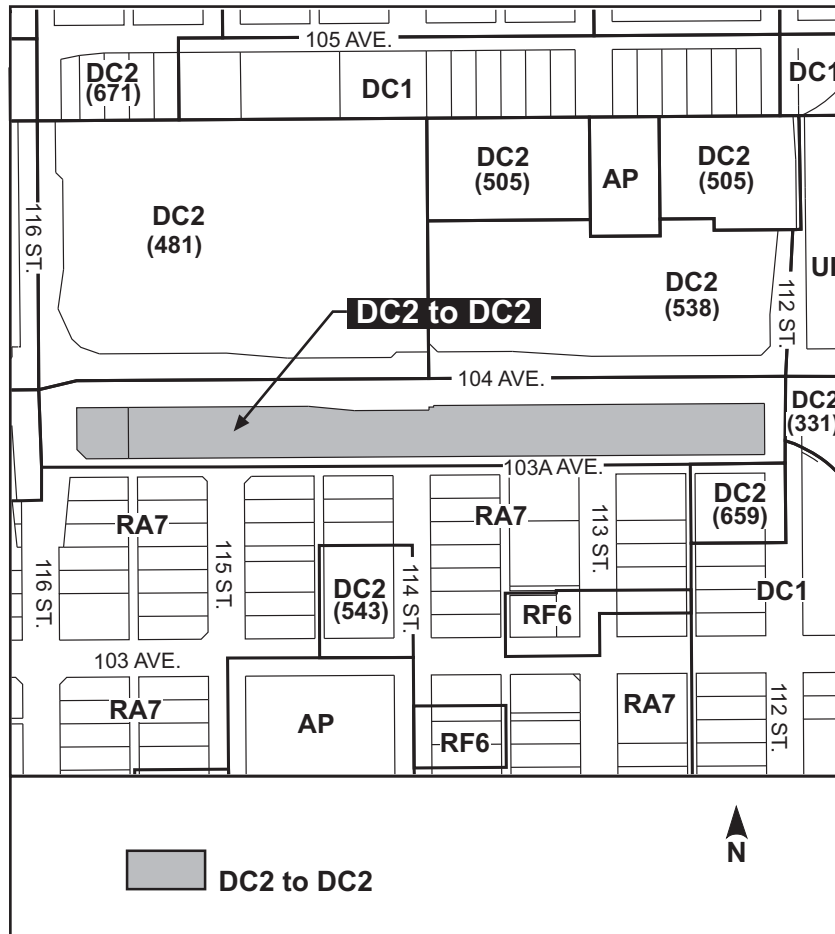 105 AVE.
DC2
(671)
DC1
DC1
DC2
(505)
AP
DC2
(505)
116 ST.
DC2
(481)
DC2
(538)
112 ST.
DC2 to DC2
104 AVE.
DC2
(331)
103A AVE.
RA7
RA7
113 ST.
DC2
(659)
116 ST.
115 ST.
DC2
(543)
114 ST.
RF6
DC1
103 AVE.
RA7
AP
RF6
RA7
112 ST.
N
DC2 to DC2